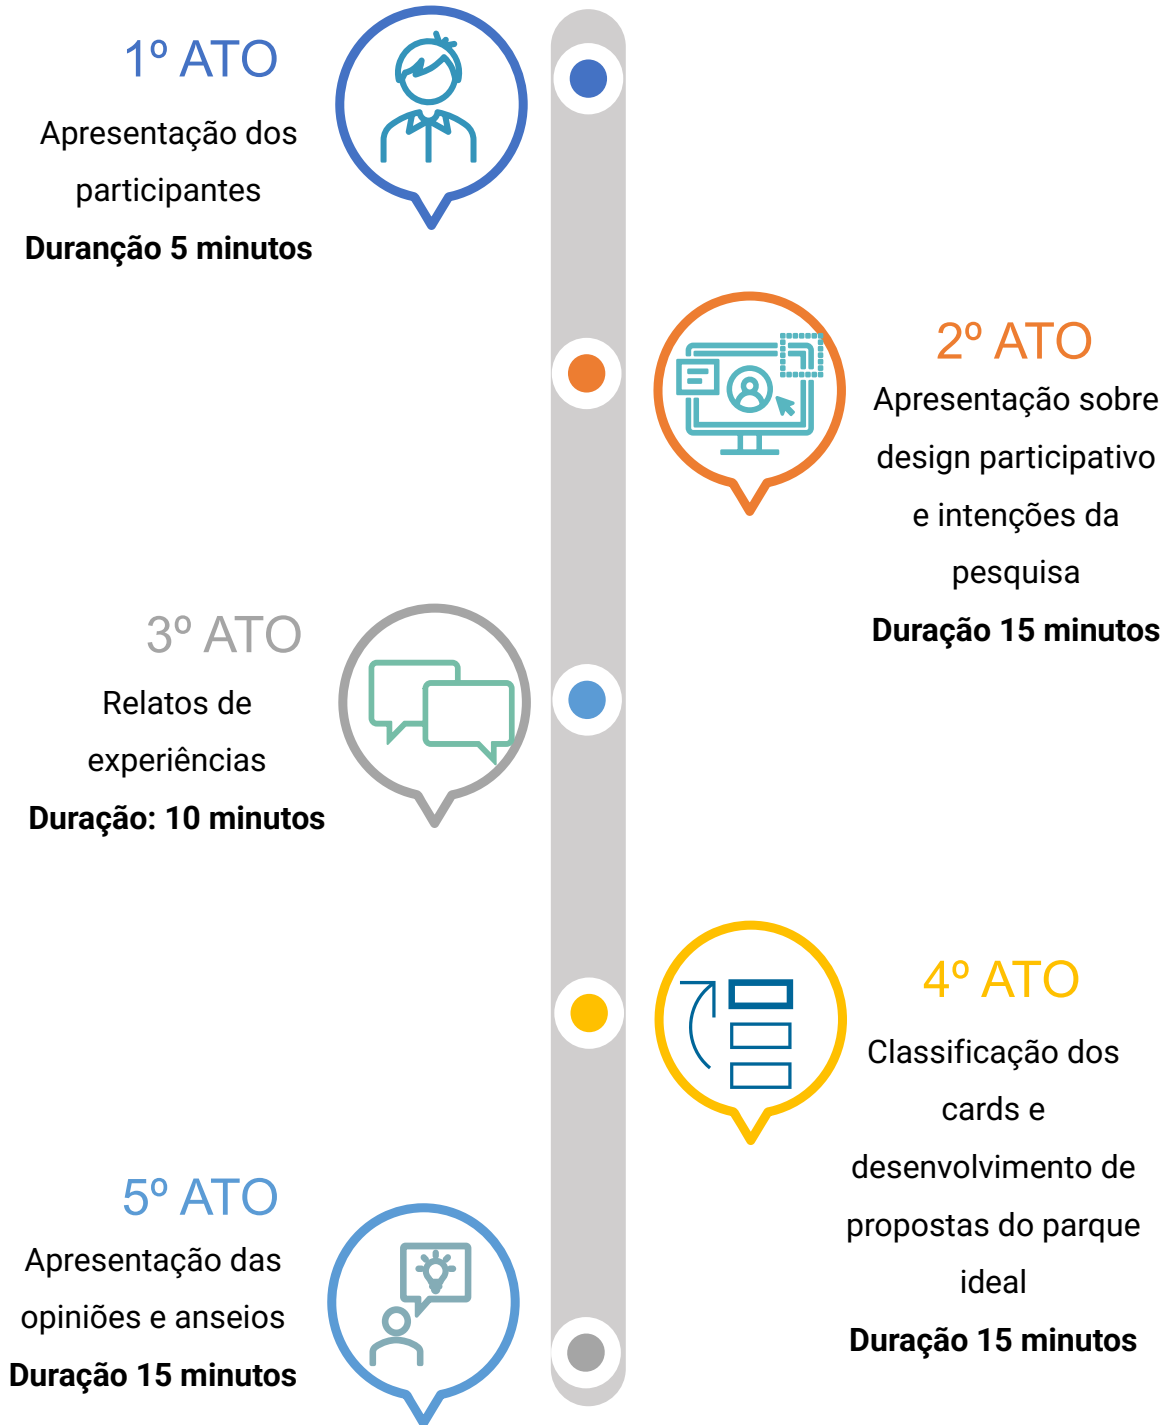 1º ATO
Apresentação dos
participantes
Duranção 5 minutos
2º ATO
Apresentação sobre
design participativo
e intenções da
pesquisa
Duração 15 minutos
3º ATO
Relatos de
experiências
Duração: 10 minutos
4º ATO
Classificação dos
cards e
desenvolvimento de
propostas do parque
ideal
Duração 15 minutos
5º ATO
Apresentação das
opiniões e anseios
Duração 15 minutos